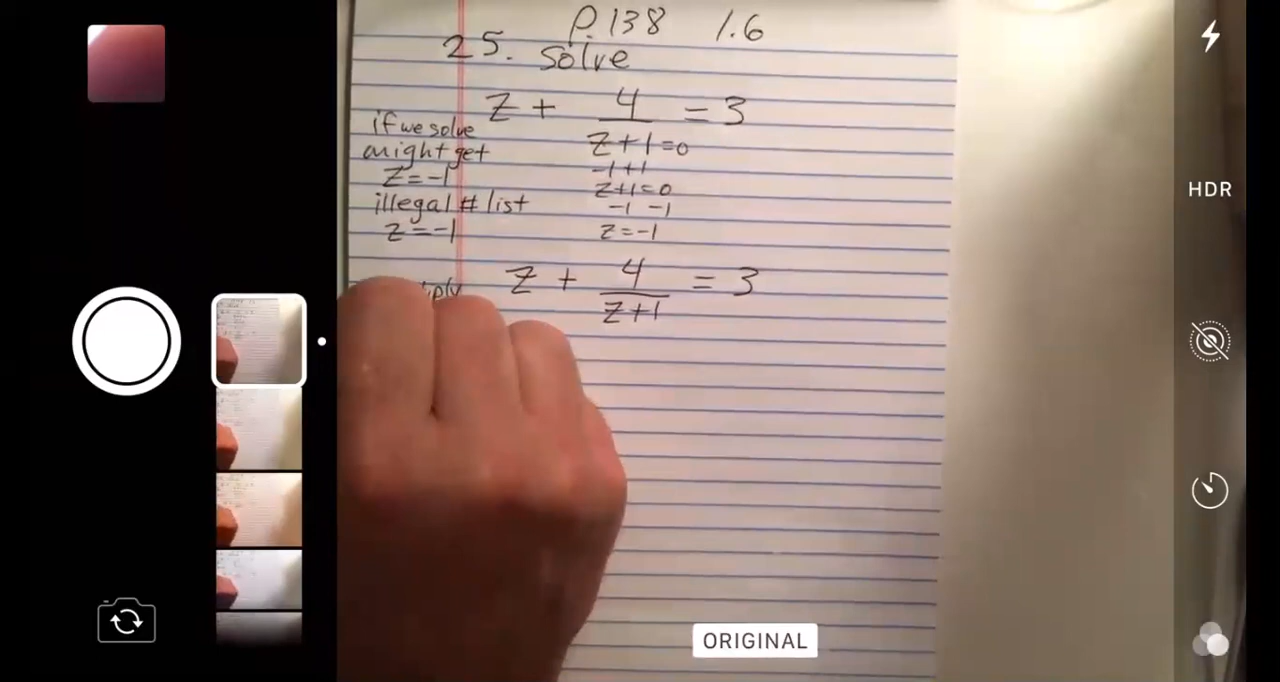 P.138 1.6
25. Solve
z + 4 = 3
z+1=0
-1+1
z+1=0
-1 -1
z=-1
if we solve
might get
z=-1
illegal # list
z=-1
z + 4 = 3
z+1
HDR
ORIGINAL